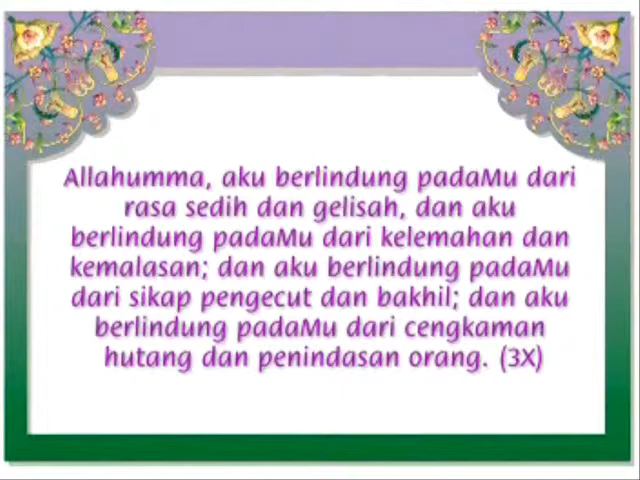 Allahumma, aku berlindung padaMu dari
rasa sedih dan gelisah, dan aku
berlindung padaMu dari kelemahan dan
kemalasan; dan aku berlindung padaMu
dari sikap pengecut dan bakhil; dan aku
berlindung padaMu dari cengkaman
hutang dan penindasan orang. (3X)